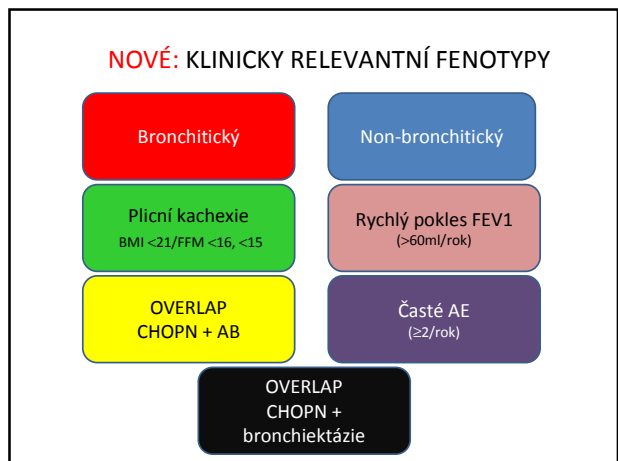 NOVÉ: KLINICKY RELEVANTNÍ FENOTYPY
Bronchitický
Non-bronchitický
Plicní kachexie
BMI <21/FFM <16, <15
Rychlý pokles FEV1
(>60ml/rok)
OVERLAP
CHOPN + AB
Časté AE
(≥2/rok)
OVERLAP
CHOPN +
bronchiektázie